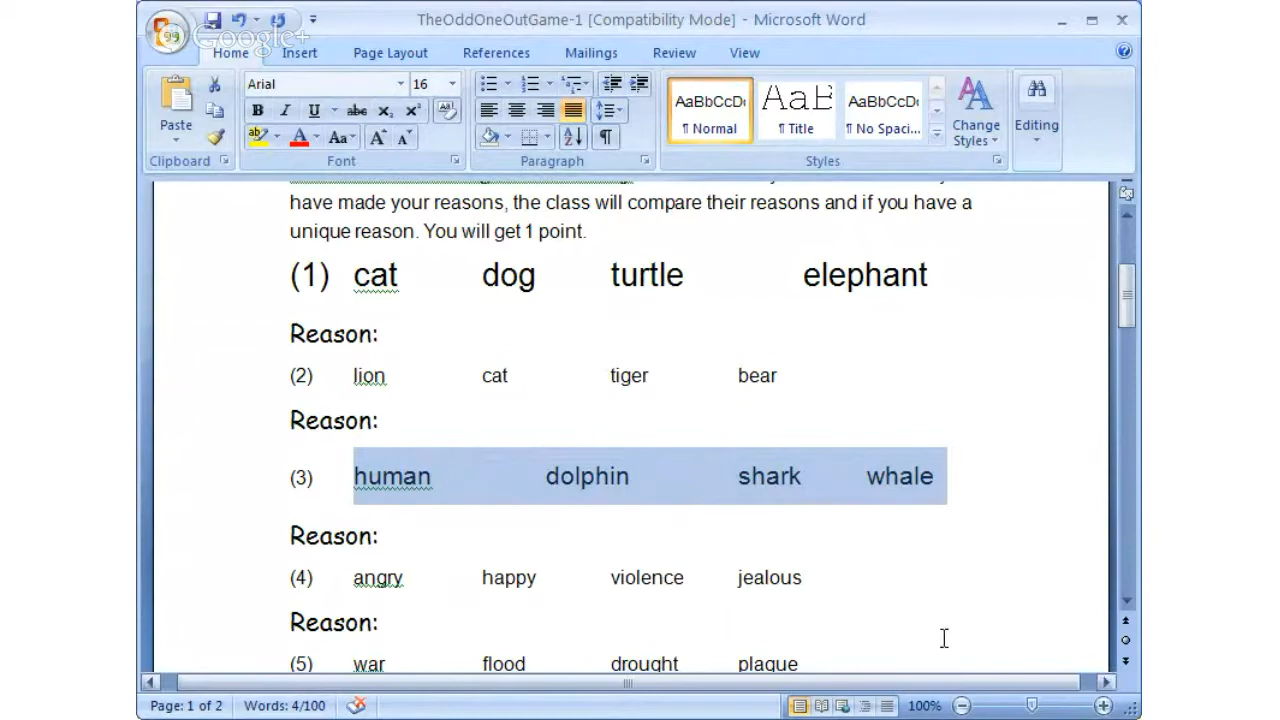 TheOddOneOutGame-1 [Compatibility Mode] - Microsoft Word
Google+
Home Insert Page Layout References Mailings Review View
Arial 16
Paste
AaBbCcDı AaB AaBbCcDı
¶ Normal ¶ Title ¶ No Spaci...
Change Styles
Editing
Clipboard Font Paragraph Styles
have made your reasons, the class will compare their reasons and if you have a
unique reason. You will get 1 point.
(1) cat dog turtle elephant
Reason:
(2) lion cat tiger bear
Reason:
(3) human dolphin shark whale
Reason:
(4) angry happy violence jealous
Reason:
(5) war flood drought plague
Page: 1 of 2 Words: 4/100 100%